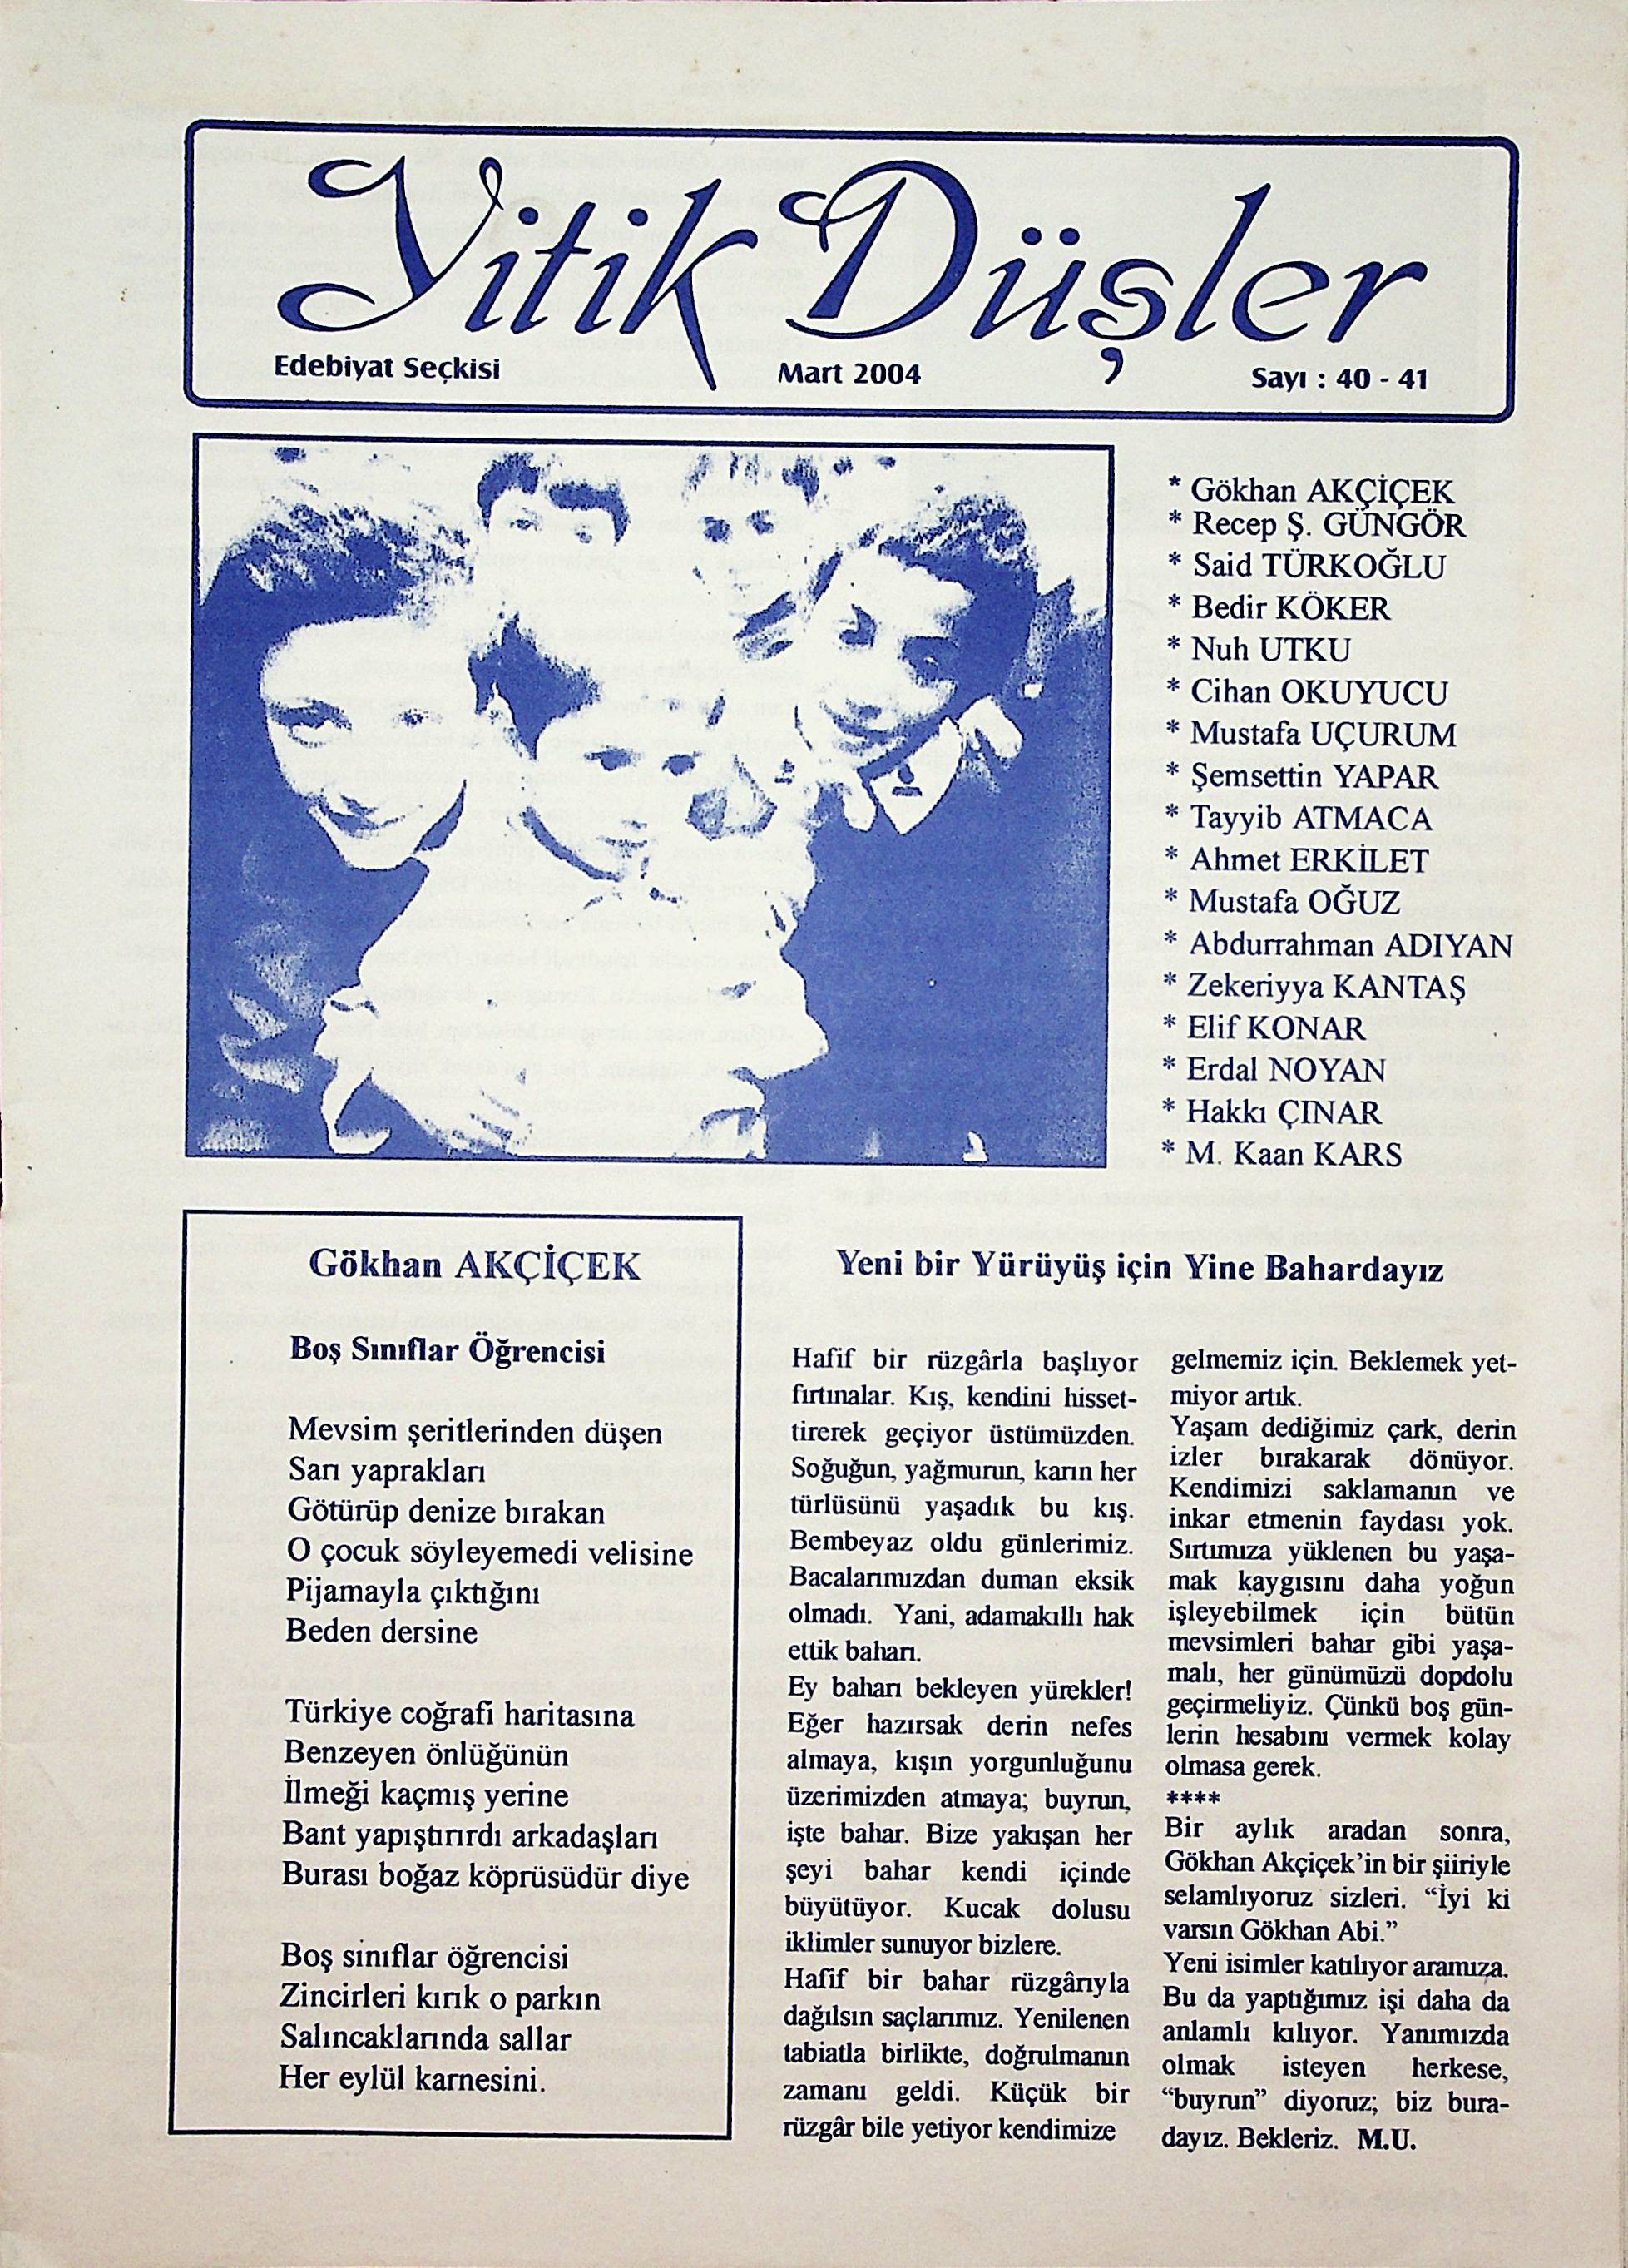 Yitik Düşler
Edebiyat Seçkisi
Mart 2004
Sayı : 40 - 41
* Gökhan AKÇİÇEK
* Recep Ş. GÜNGÖR
* Said TÜRKOĞLU
* Bedir KÖKER
* Nuh UTKU
* Cihan OKUYUCU
* Mustafa UÇURUM
* Şemsettin YAPAR
* Tayyib ATMACA
* Ahmet ERKİLET
* Mustafa OĞUZ
* Abdurrahman ADIYAN
* Zekeriyya KANTAŞ
* Elif KONAR
* Erdal NOYAN
* Hakkı ÇINAR
* M. Kaan KARS
Gökhan AKÇİÇEK
Boş Sınıflar Öğrencisi
Mevsim şeritlerinden düşen
Sarı yaprakları
Götürüp denize bırakan
O çocuk söyleyemedi velisine
Pijamayla çıktığını
Beden dersine
Türkiye coğrafi haritasına
Benzeyen önlüğünün
İlmeği kaçmış yerine
Bant yapıştırırdı arkadaşları
Burası boğaz köprüsüdür diye
Boş sınıflar öğrencisi
Zincirleri kırık o parkın
Salıncaklarında sallar
Her eylül karnesini.
Yeni bir Yürüyüş için Yine Bahardayız
Hafif bir rüzgârla başlıyor
fırtınalar. Kış, kendini hisset-
tirerek geçiyor üstümüzden.
Soğuğun, yağmurun, karın her
türlüsünü yaşadık bu kış.
Bembeyaz oldu günlerimiz.
Bacalarımızdan duman eksik
olmadı. Yani, adamakıllı hak
ettik baharı.
Ey baharı bekleyen yürekler!
Eğer hazırsak derin nefes
almaya, kışın yorgunluğunu
üzerimizden atmaya; buyrun,
işte bahar. Bize yakışan her
şeyi bahar kendi içinde
büyütüyor. Kucak dolusu
iklimler sunuyor bizlere.
Hafif bir bahar rüzgârıyla
dağılsın saçlarımız. Yenilenen
tabiatla birlikte, doğrulmanın
zamanı geldi. Küçük bir
rüzgâr bile yetiyor kendimize
gelmemiz için. Beklemek yet-
miyor artık.
Yaşam dediğimiz çark, derin
izler bırakarak dönüyor.
Kendimizi saklamanın ve
inkar etmenin faydası yok.
Sırtımıza yüklenen bu yaşa-
mak kaygısını daha yoğun
işleyebilmek için bütün
mevsimleri bahar gibi yaşa-
malı, her günümüzü dopdolu
geçirmeliyiz. Çünkü boş gün-
lerin hesabını vermek kolay
olmasa gerek.
****
Bir aylık aradan sonra,
Gökhan Akçiçek'in bir şiiriyle
selamlıyoruz sizleri. “İyi ki
varsın Gökhan Abi.”
Yeni isimler katılıyor aramıza.
Bu da yaptığımız işi daha da
anlamlı kılıyor. Yanımızda
olmak isteyen herkese,
“buyrun” diyoruz; biz bura-
dayız. Bekleriz. M.U.